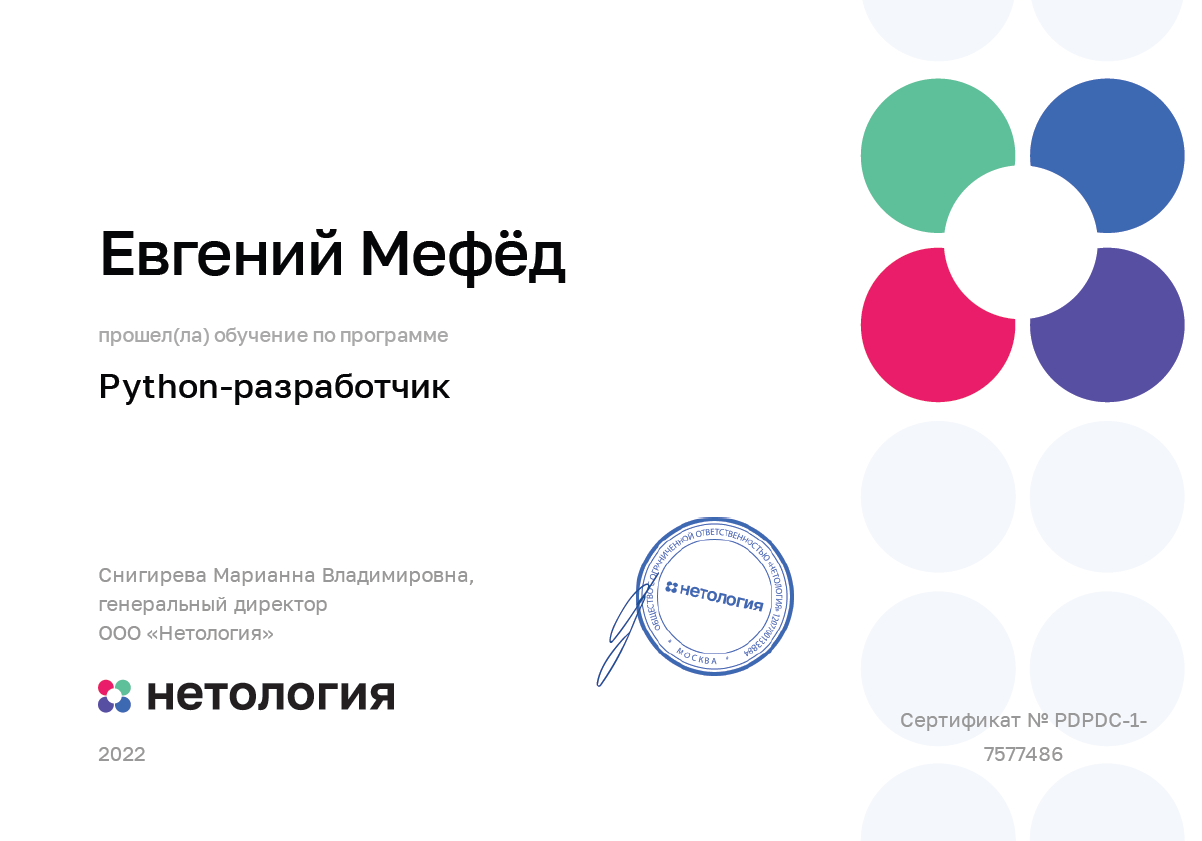 Евгений Мефёд
прошел(ла) обучение по программе
Python-разработчик
Снигирева Марианна Владимировна,
генеральный директор
ООО «Нетология»
нетология
2022
ОБЩЕСТВО С ОГРАНИЧЕННОЙ ОТВЕТСТВЕННОСТЬЮ «НЕТОЛОГИЯ»
нетология
* МОСКВА *
Сертификат № PDPDC-1-
7577486